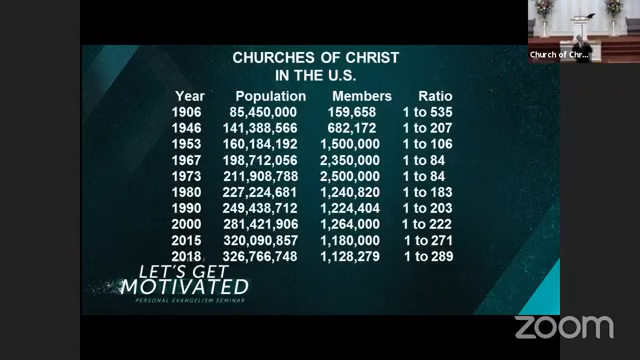 CHURCHES OF CHRIST
IN THE U.S.
Year Population Members Ratio
1906 85,450,000 159,658 1 to 535
1946 141,388,566 682,172 1 to 207
1953 160,184,192 1,500,000 1 to 106
1967 198,712,056 2,350,000 1 to 84
1973 211,908,788 2,500,000 1 to 84
1980 227,224,681 1,240,820 1 to 183
1990 249,438,712 1,224,404 1 to 203
2000 281,421,906 1,264,000 1 to 222
2015 320,090,857 1,180,000 1 to 271
2018 326,766,748 1,128,279 1 to 289
LET'S GET
MOTIVATED
PERSONAL EVANGELISM SEMINAR
Church of Chr...
zoom